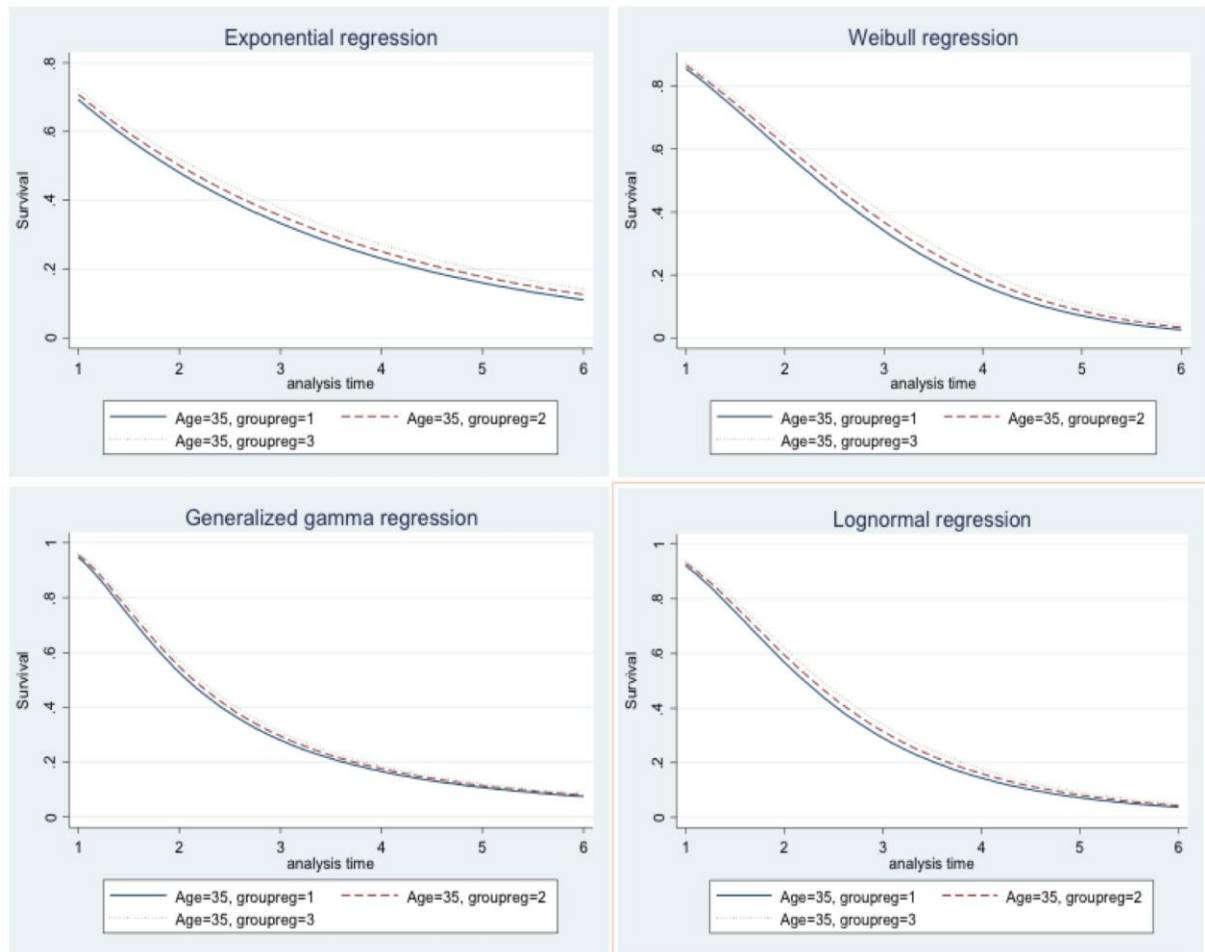 Exponential regression
.8
.6
.4
.2
0
Survival
1 2 3 4 5 6
analysis time
Age=35, groupreg=1 Age=35, groupreg=2
Age=35, groupreg=3
Weibull regression
.8
.6
.4
.2
0
Survival
1 2 3 4 5 6
analysis time
Age=35, groupreg=1 Age=35, groupreg=2
Age=35, groupreg=3
Generalized gamma regression
1
.8
.6
.4
.2
0
Survival
1 2 3 4 5 6
analysis time
Age=35, groupreg=1 Age=35, groupreg=2
Age=35, groupreg=3
Lognormal regression
1
.8
.6
.4
.2
0
Survival
1 2 3 4 5 6
analysis time
Age=35, groupreg=1 Age=35, groupreg=2
Age=35, groupreg=3